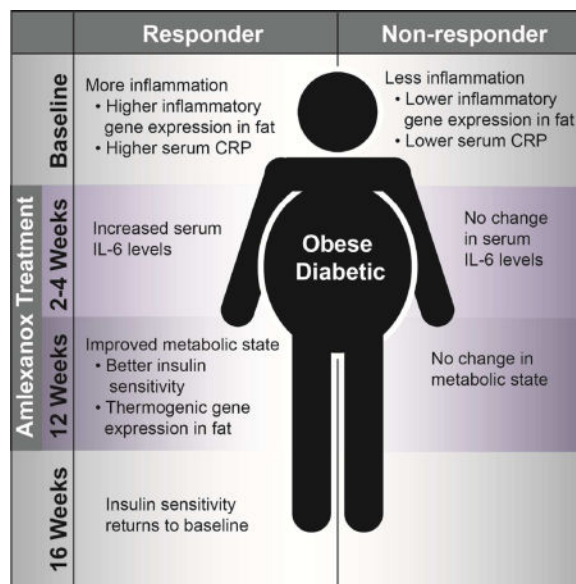 Responder
Non-responder
Baseline
More inflammation
• Higher inflammatory
gene expression in fat
• Higher serum CRP
Less inflammation
• Lower inflammatory
gene expression in fat
• Lower serum CRP
Amlexanox Treatment
2-4 Weeks
Increased serum
IL-6 levels
Obese
Diabetic
No change
in serum
IL-6 levels
12 Weeks
Improved metabolic state
• Better insulin
sensitivity
• Thermogenic gene
expression in fat
No change in
metabolic state
16 Weeks
Insulin sensitivity
returns to baseline